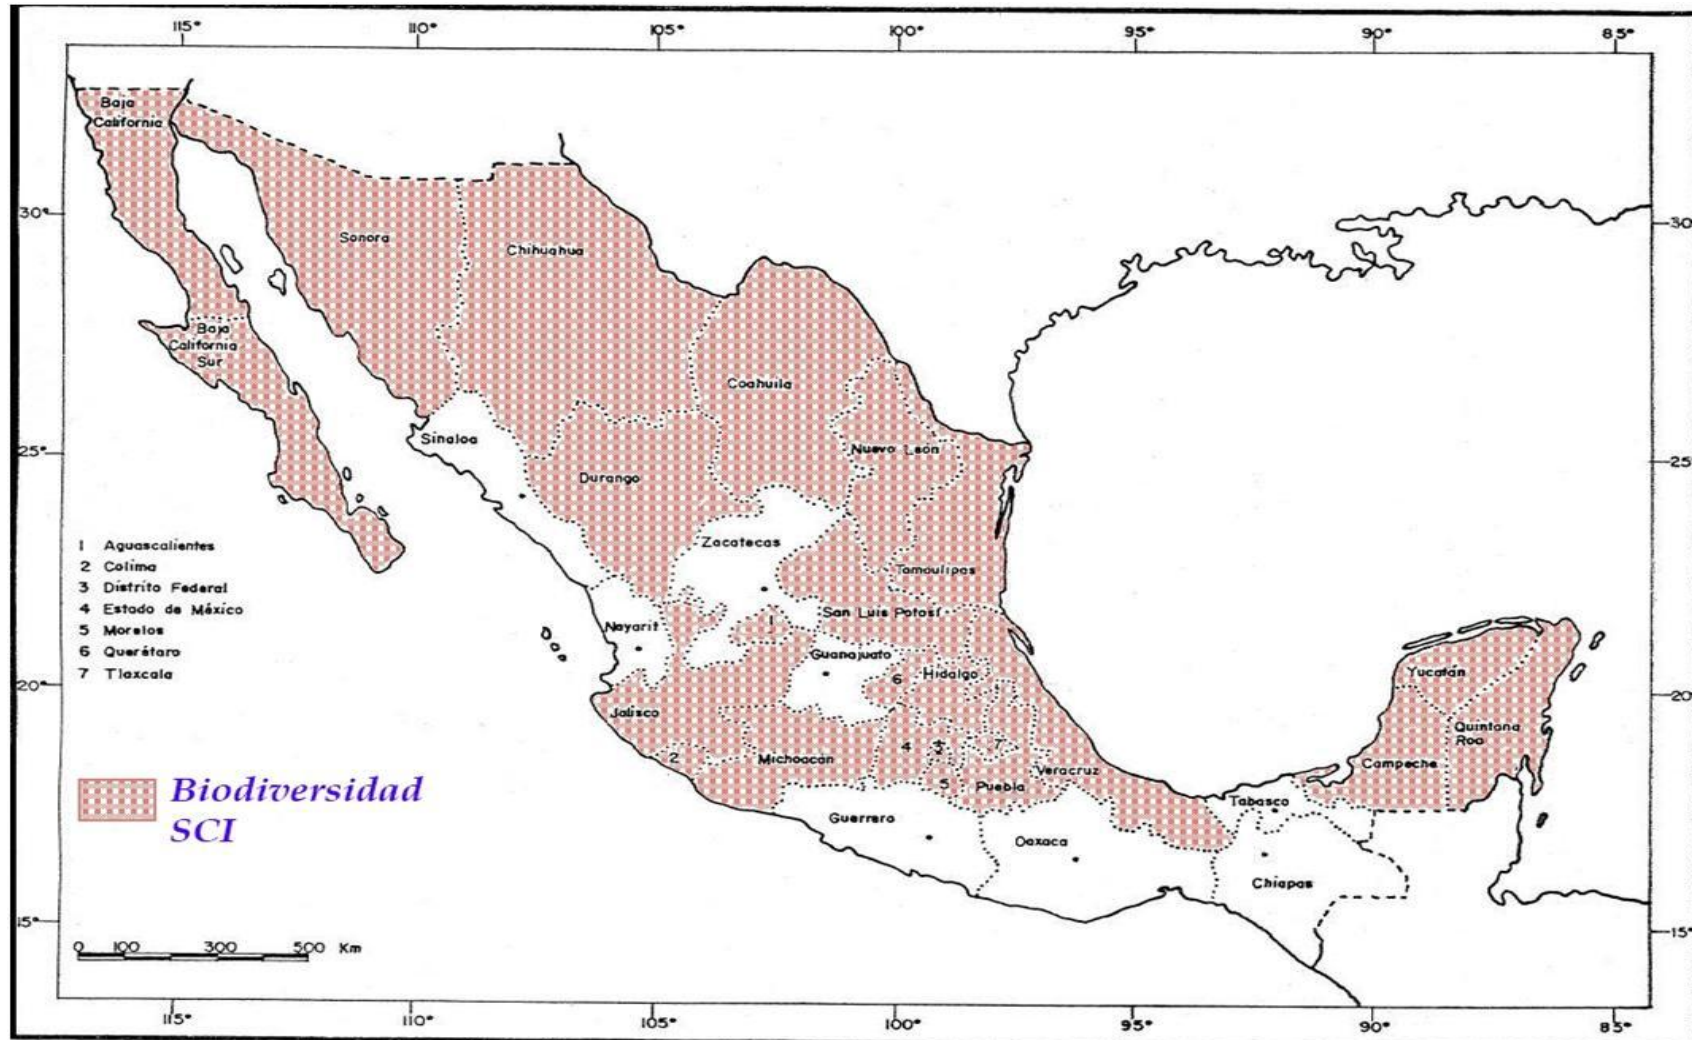 115°
110°
105°
100°
95°
90°
85°
Baja
California
30°
30°
Sonora
Chihuahua
Baja
California
Sur
Coahuila
Sinaloa
Nuevo León
25°
25°
Durango
Zacatecas
Tamaulipas
1 Aguascalientes
2 Colima
3 Distrito Federal
4 Estado de México
5 Morelos
6 Querétaro
7 Tlaxcala
San Luis Potosí
Nayarit
1
Guanajuato
6
Hidalgo
Yucatán
20°
20°
Jalisco
Quintana
Roo
2
Michoacán
4
3
7
Veracruz
Campeche
5
Puebla
Tabasco
Biodiversidad
SCI
Guerrero
Oaxaca
Chiapas
15°
15°
0 100 300 500 Km
115°
110°
105°
100°
95°
90°
85°